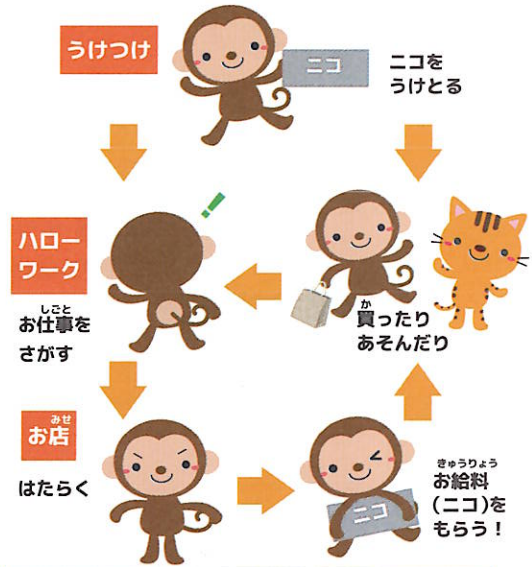 うけつけ
ニコ
ニコを
うけとる
ハロー
ワーク
しごと
お仕事を
さがす
!
か
買ったり
あそんだり
みせ
お店
はたらく
ニコ
きゅうりょう
お給料
(ニコ)を
もらう!